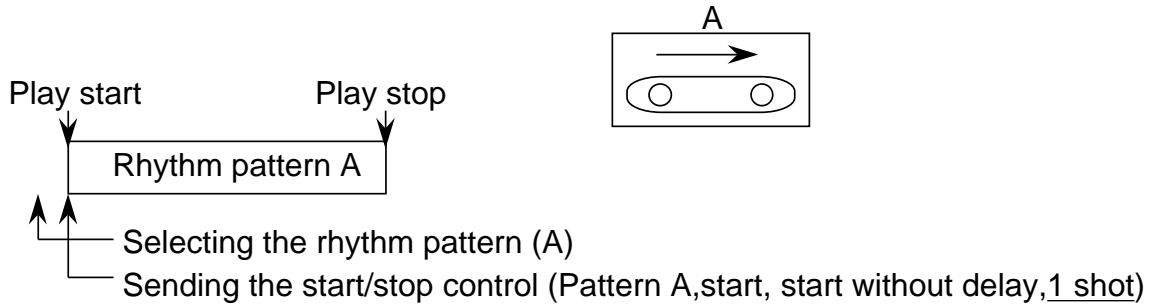 A
Play start Play stop
Rhythm pattern A
Selecting the rhythm pattern (A)
Sending the start/stop control (Pattern A,start, start without delay,1 shot)